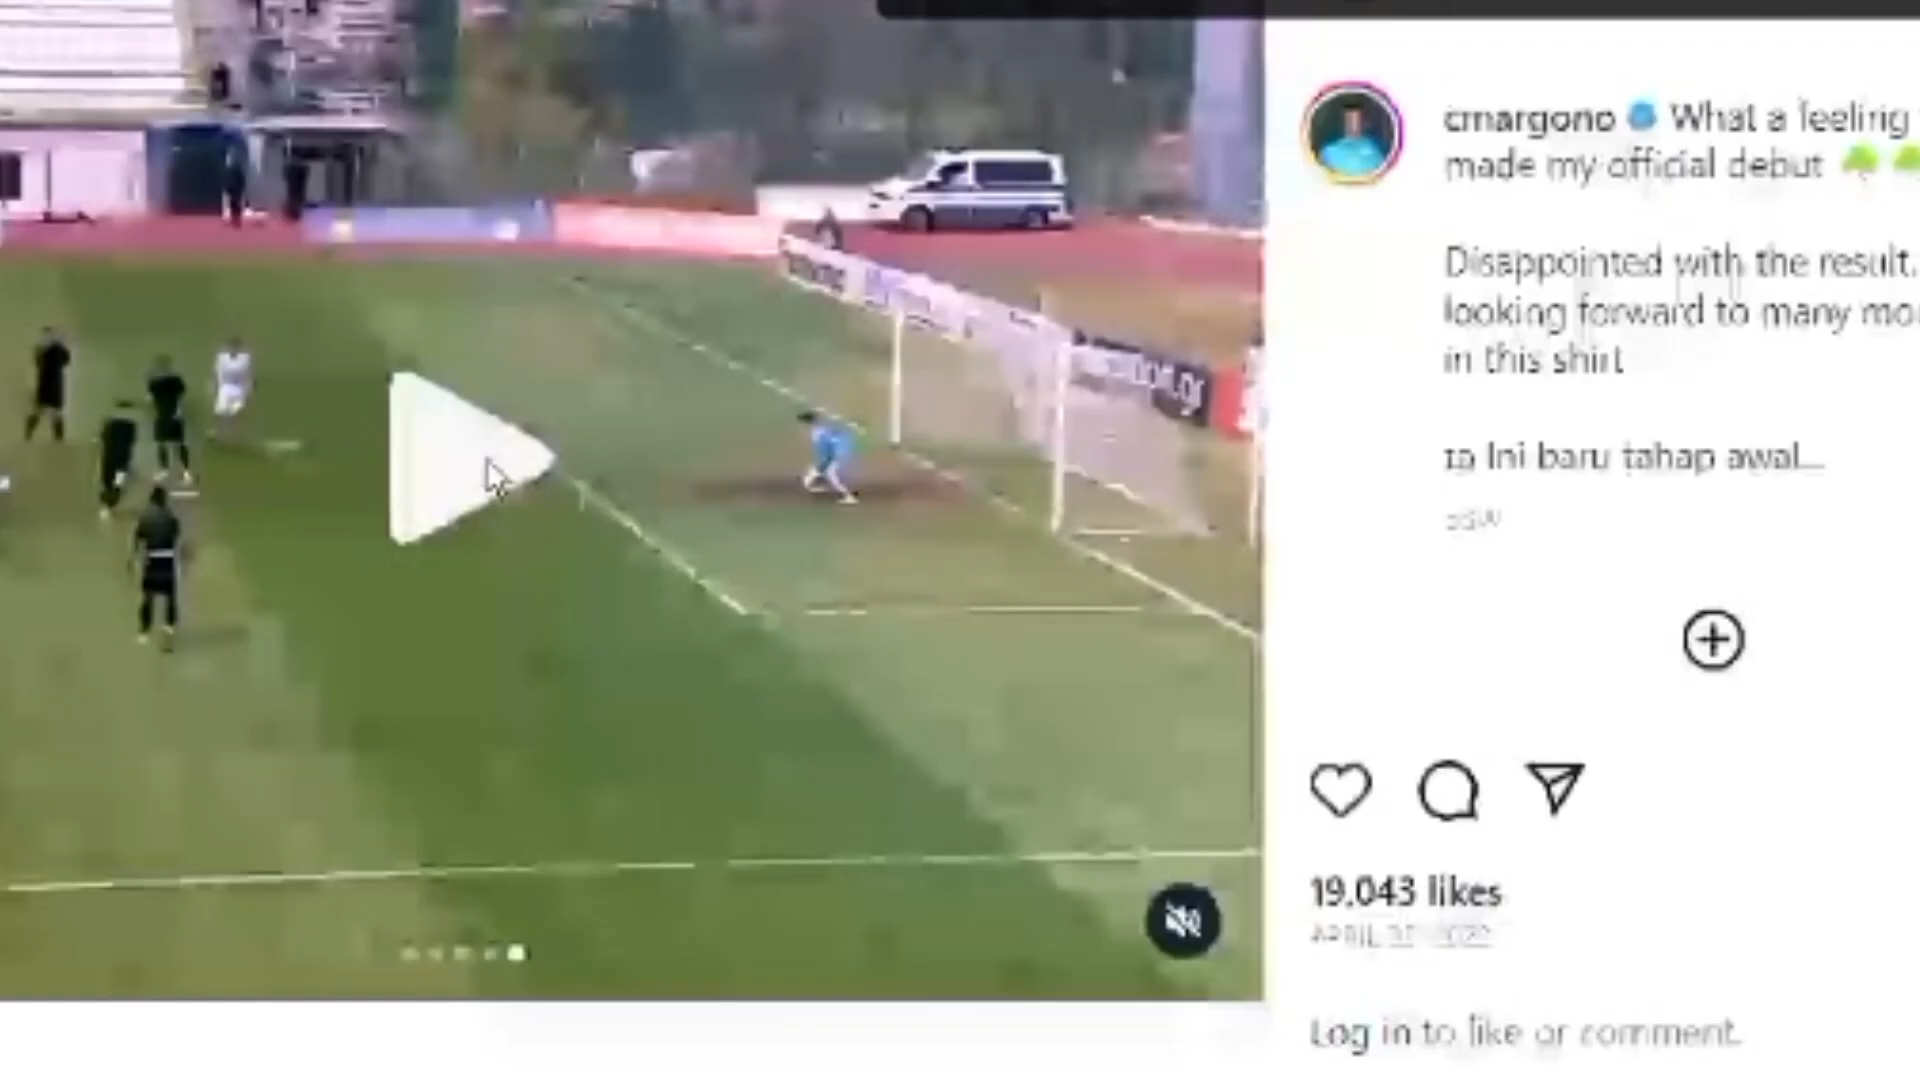 cmargono What a feeling
made my official debut
Disappointed with the result.
looking forward to many
in this shirt
Ini baru tahap awal...
19,043 likes
APRIL
Log in to like or comment.